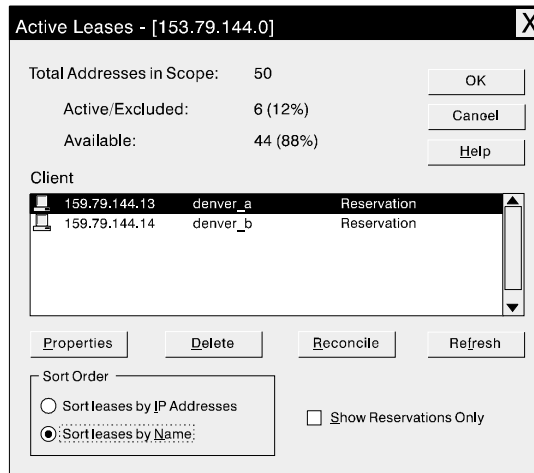 Active Leases - [153.79.144.0] X
Total Addresses in Scope: 50
OK
Active/Excluded: 6 (12%)
Cancel
Available: 44 (88%)
Help
Client
159.79.144.13 denver_a Reservation
159.79.144.14 denver_b Reservation
Properties Delete Reconcile Refresh
Sort Order
Sort leases by IP Addresses
Show Reservations Only
Sort leases by Name